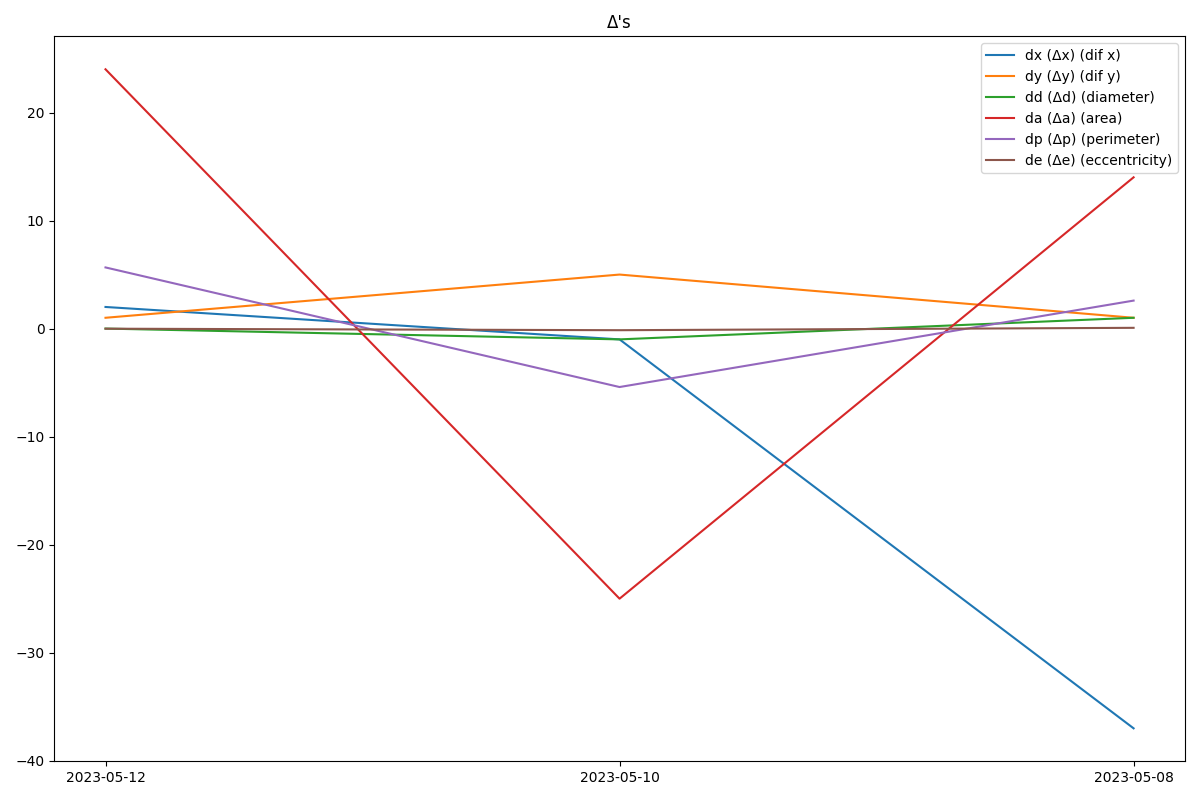 Δ's
dx (Δx) (dif x)
dy (Δy) (dif y)
dd (Δd) (diameter)
da (Δa) (area)
dp (Δp) (perimeter)
de (Δe) (eccentricity)
20
10
0
−10
−20
−30
−40
2023-05-12
2023-05-10
2023-05-08